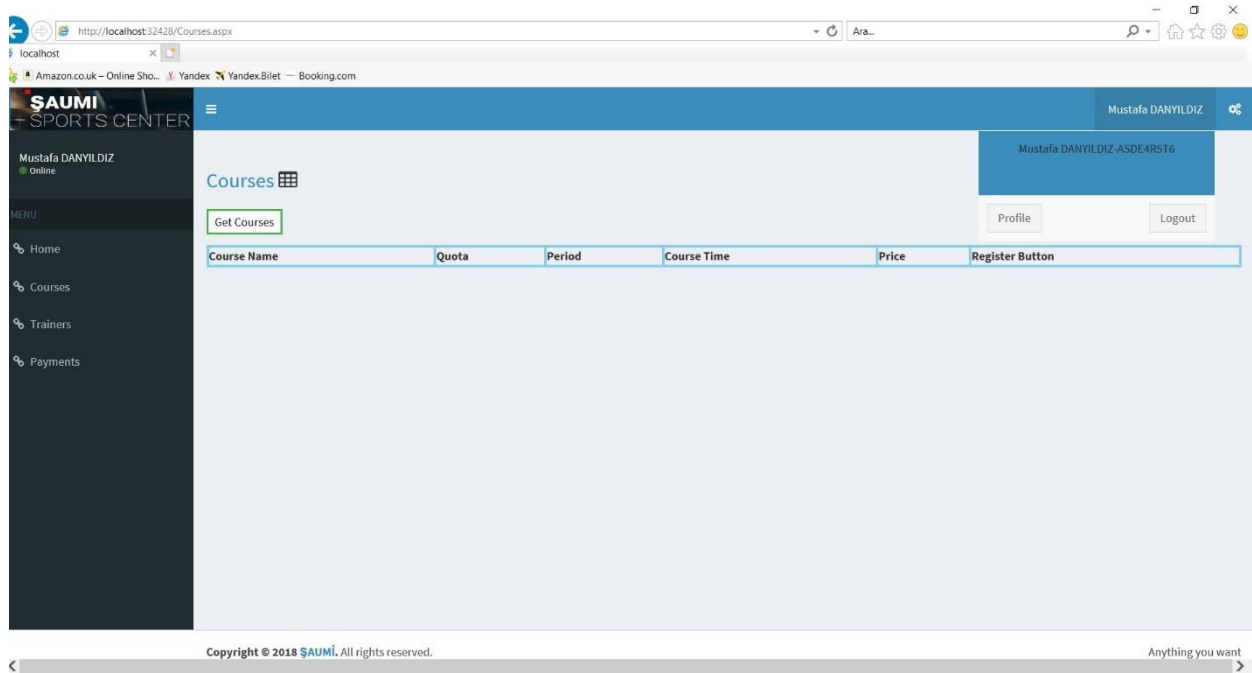 http://localhost:32428/Courses.aspx
Ara...
localhost
Amazon.co.uk – Online Sho... Yandex Yandex.Bilet Booking.com
ŞAUMI
SPORTS CENTER
Mustafa DANYILDIZ
Mustafa DANYILDIZ
Online
Mustafa DANYILDIZ-ASDE4R5T6
Courses
MENU
Get Courses
Profile
Logout
Home
Course Name Quota Period Course Time Price Register Button
Courses
Trainers
Payments
Copyright © 2018 ŞAUMİ. All rights reserved.
Anything you want